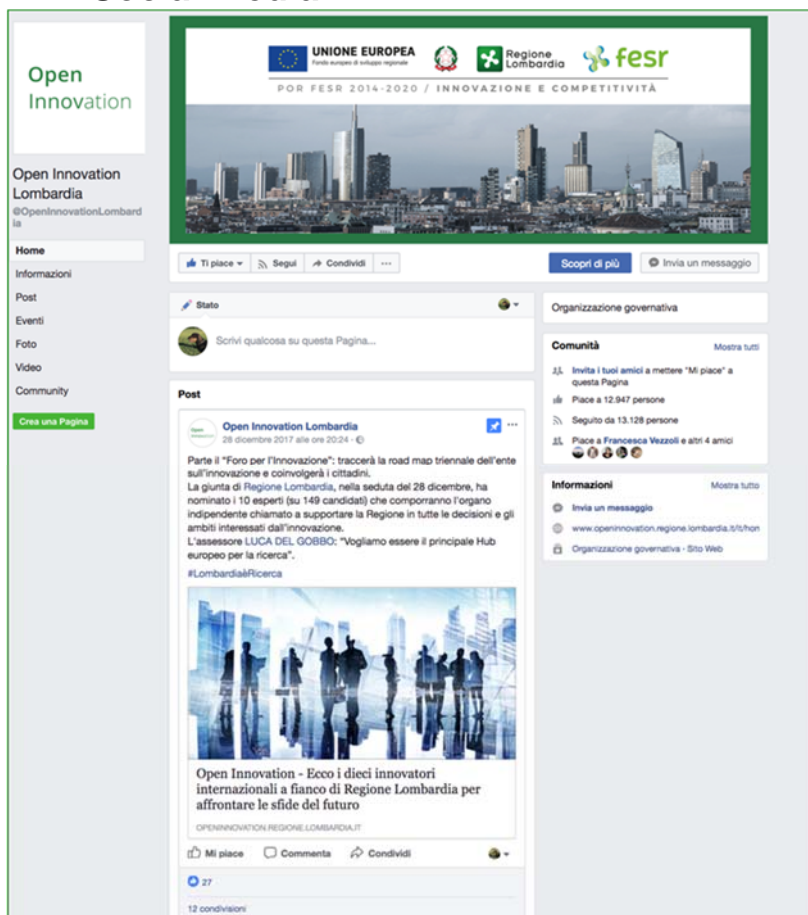 Open
Innovation
UNIONE EUROPEA
Fondo europeo di sviluppo regionale
Regione
Lombardia
fesr
POR FESR 2014-2020 / INNOVAZIONE E COMPETITIVITÀ
Open Innovation
Lombardia
@OpenInnovationLombard
ia
Home
Informazioni
Post
Eventi
Foto
Video
Community
Crea una Pagina
Ti piace
Segui
Condividi
Scopri di più
Invia un messaggio
Stato
Scrivi qualcosa su questa Pagina...
Post
Open Innovation Lombardia
28 dicembre 2017 alle ore 20:24 ·
Parte il "Foro per l'Innovazione": traccerà la road map triennale dell'ente
sull'innovazione e coinvolgerà i cittadini.
La giunta di Regione Lombardia, nella seduta del 28 dicembre, ha
nominato i 10 esperti (su 149 candidati) che comporranno l'organo
indipendente chiamato a supportare la Regione in tutte le decisioni e gli
ambiti interessati dall'innovazione.
L'assessore LUCA DEL GOBBO: "Vogliamo essere il principale Hub
europeo per la ricerca".
#LombardiaèRicerca
Open Innovation - Ecco i dieci innovatori
internazionali a fianco di Regione Lombardia per
affrontare le sfide del futuro
OPENINNOVATION.REGIONE.LOMBARDIA.IT
Mi piace
Commenta
Condividi
27
12 condivisioni
Organizzazione governativa
Comunità
Mostra tutti
Invita i tuoi amici a mettere "Mi piace" a
questa Pagina
Piace a 12.947 persone
Seguito da 13.128 persone
Piace a Francesca Vezzoli e altri 4 amici
Informazioni
Mostra tutto
Invia un messaggio
www.openinnovation.regione.lombardia.it/it/hom
Organizzazione governativa · Sito Web